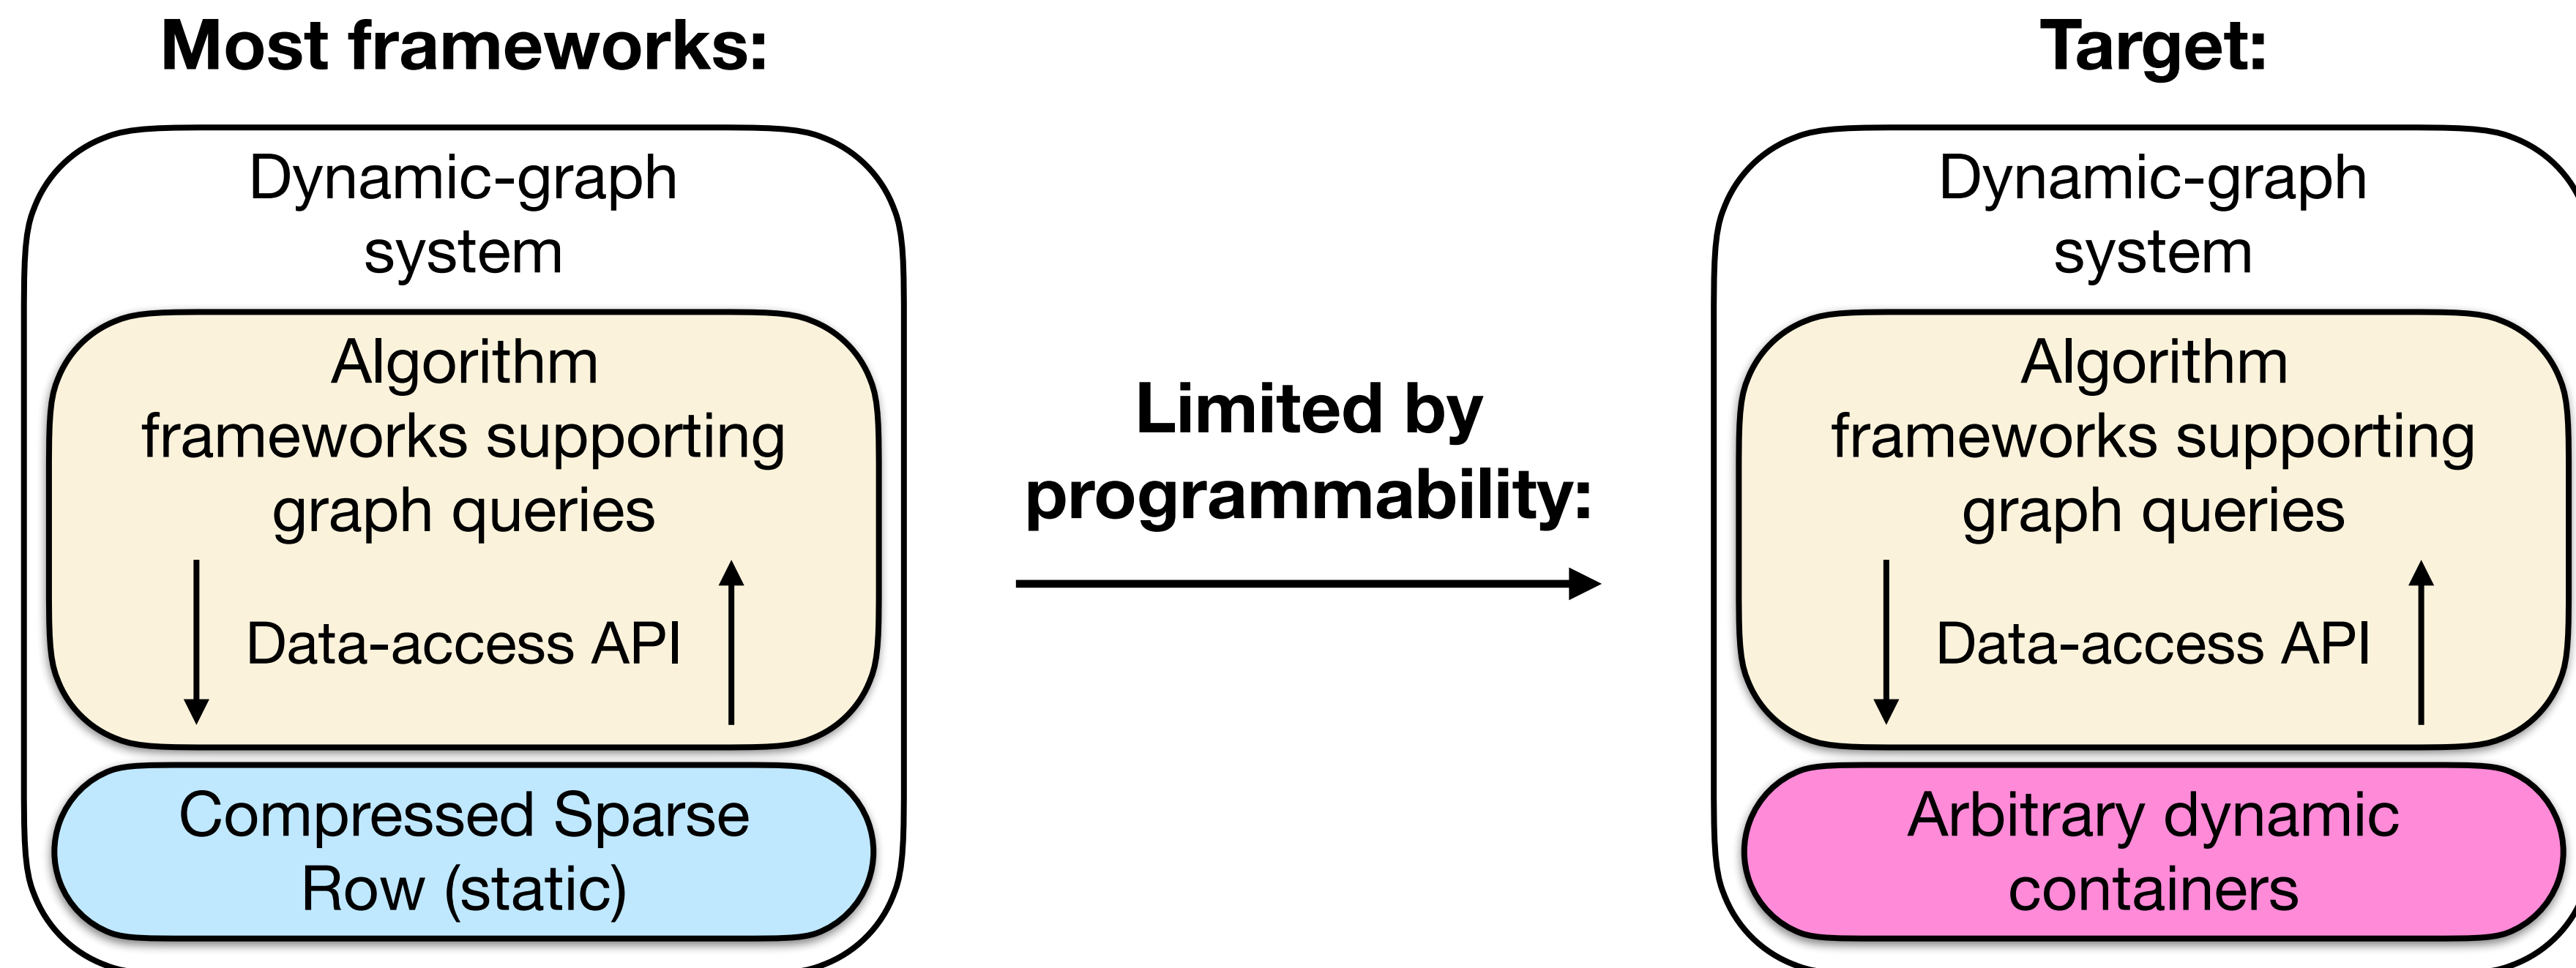 Most frameworks:
Dynamic-graph
system
Algorithm
frameworks supporting
graph queries
Data-access API
Compressed Sparse
Row (static)
Limited by
programmability:
Target:
Dynamic-graph
system
Algorithm
frameworks supporting
graph queries
Data-access API
Arbitrary dynamic
containers